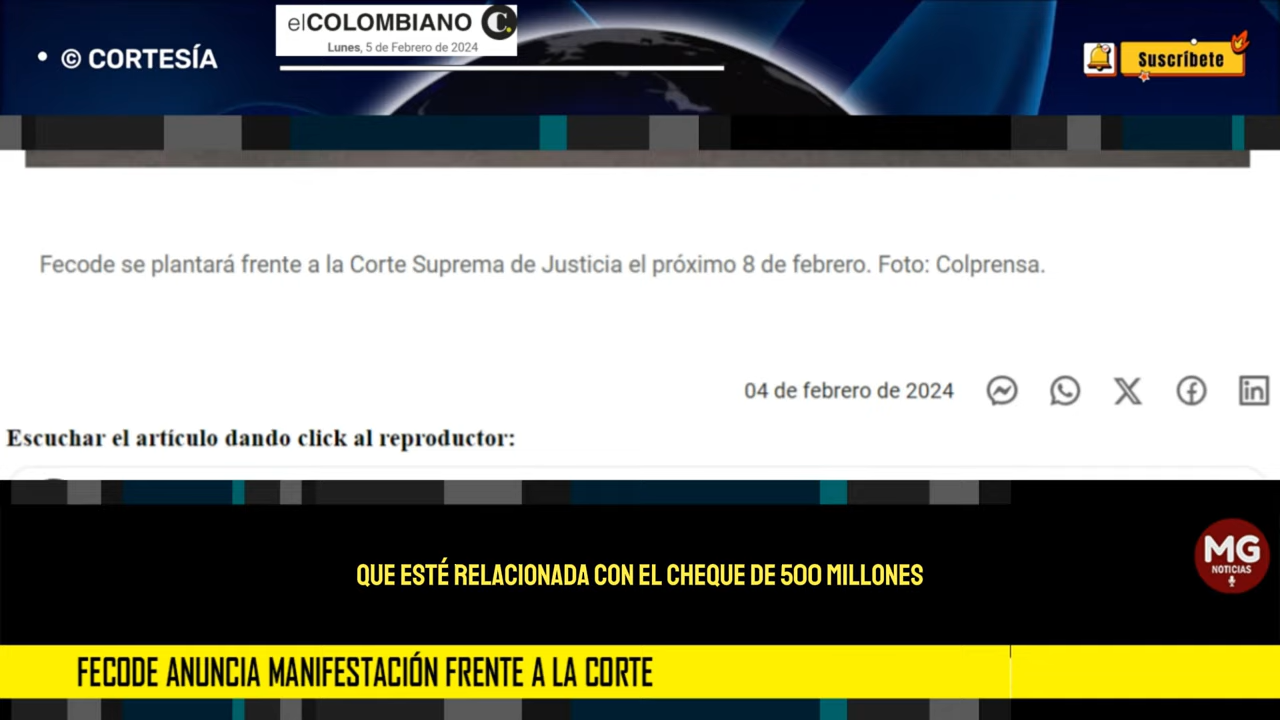 • © CORTESÍA
elCOLOMBIANO C.
Lunes, 5 de Febrero de 2024
Suscríbete
Fecode se plantará frente a la Corte Suprema de Justicia el próximo 8 de febrero. Foto: Colprensa.
04 de febrero de 2024
Escuchar el artículo dando click al reproductor:
QUE ESTÉ RELACIONADA CON EL CHEQUE DE 500 MILLONES
MG
NOTICIAS
FECODE ANUNCIA MANIFESTACIÓN FRENTE A LA CORTE